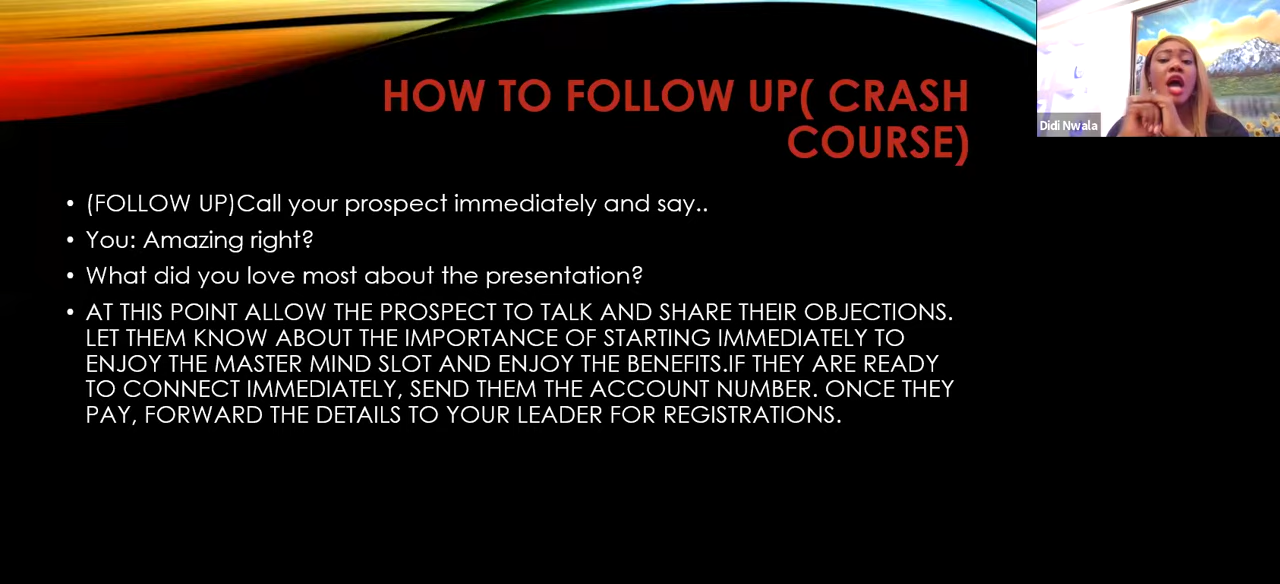 HOW TO FOLLOW UP( CRASH
COURSE)
Didi Nwala
• (FOLLOW UP)Call your prospect immediately and say..
• You: Amazing right?
• What did you love most about the presentation?
• AT THIS POINT ALLOW THE PROSPECT TO TALK AND SHARE THEIR OBJECTIONS.
LET THEM KNOW ABOUT THE IMPORTANCE OF STARTING IMMEDIATELY TO
ENJOY THE MASTER MIND SLOT AND ENJOY THE BENEFITS.IF THEY ARE READY
TO CONNECT IMMEDIATELY, SEND THEM THE ACCOUNT NUMBER. ONCE THEY
PAY, FORWARD THE DETAILS TO YOUR LEADER FOR REGISTRATIONS.